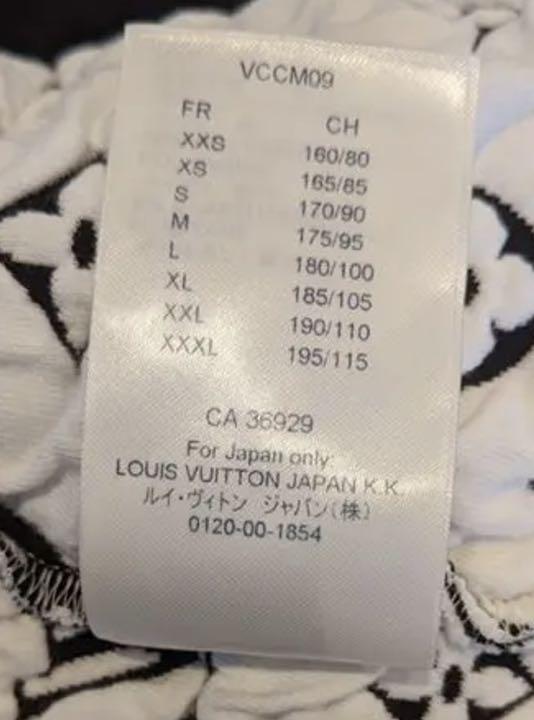 VCCM09
FR CH
XXS 160/80
XS 165/85
S 170/90
M 175/95
L 180/100
XL 185/105
XXL 190/110
XXXL 195/115
CA 36929
For Japan only:
LOUIS VUITTON JAPAN K.K.
ルイ・ヴィトン ジャパン(株)
0120-00-1854